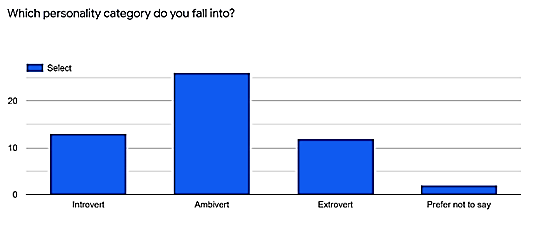 Which personality category do you fall into?
Select
20
10
0
Introvert
Ambivert
Extrovert
Prefer not to say